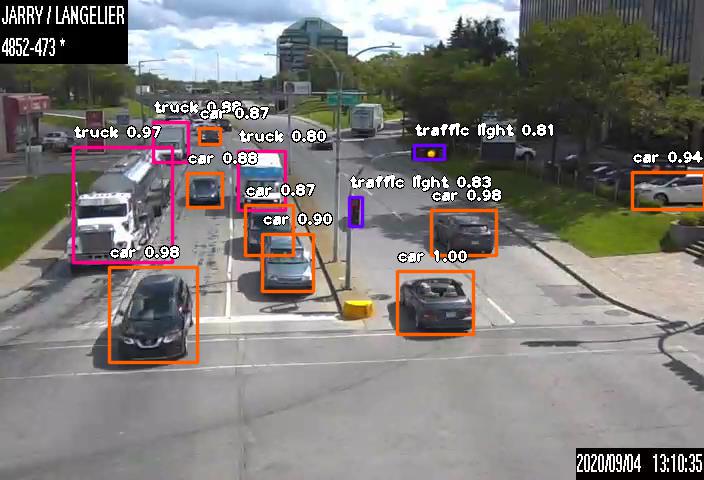 JARRY / LANGELIER
4852-473 *
truck 0.88
car 0.87
truck 0.97
truck 0.80
traffic light 0.81
car 0.88
car 0.94
car 0.87
traffic light 0.83
car 0.90
car 0.98
car 0.98
car 1.00
2020/09/04 13:10:35